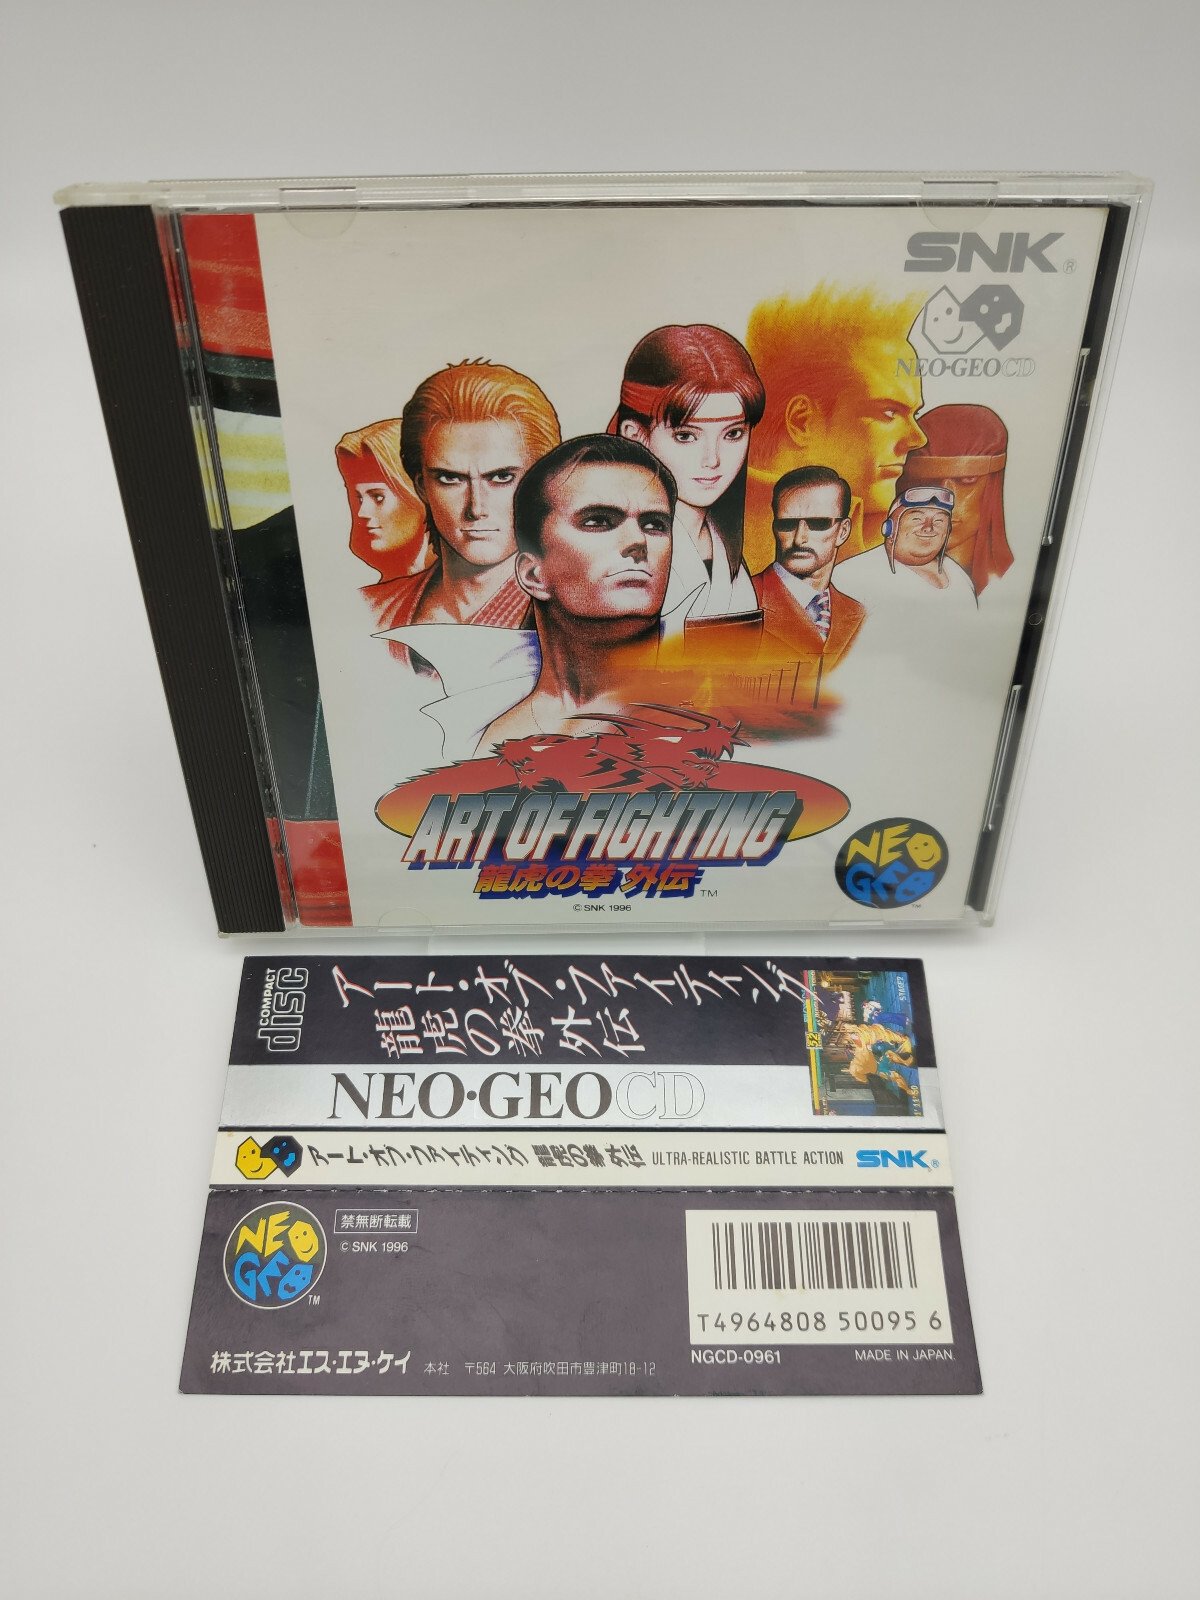 SNK®
NEO·GEO CD
ART OF FIGHTING
龍虎の拳 外伝 TM
© SNK 1996
NEO GEO TM
COMPACT disc
アート・オブ・ファイティング
龍虎の拳 外伝
NEO·GEO CD
アート・オブ・ファイティング 龍虎の拳 外伝 ULTRA-REALISTIC BATTLE ACTION SNK®
NEO GEO TM
禁無断転載
© SNK 1996
T4964808 50095 6
NGCD-0961 MADE IN JAPAN.
株式会社エス・エヌ・ケイ 本社 〒564 大阪府吹田市豊津町18-12